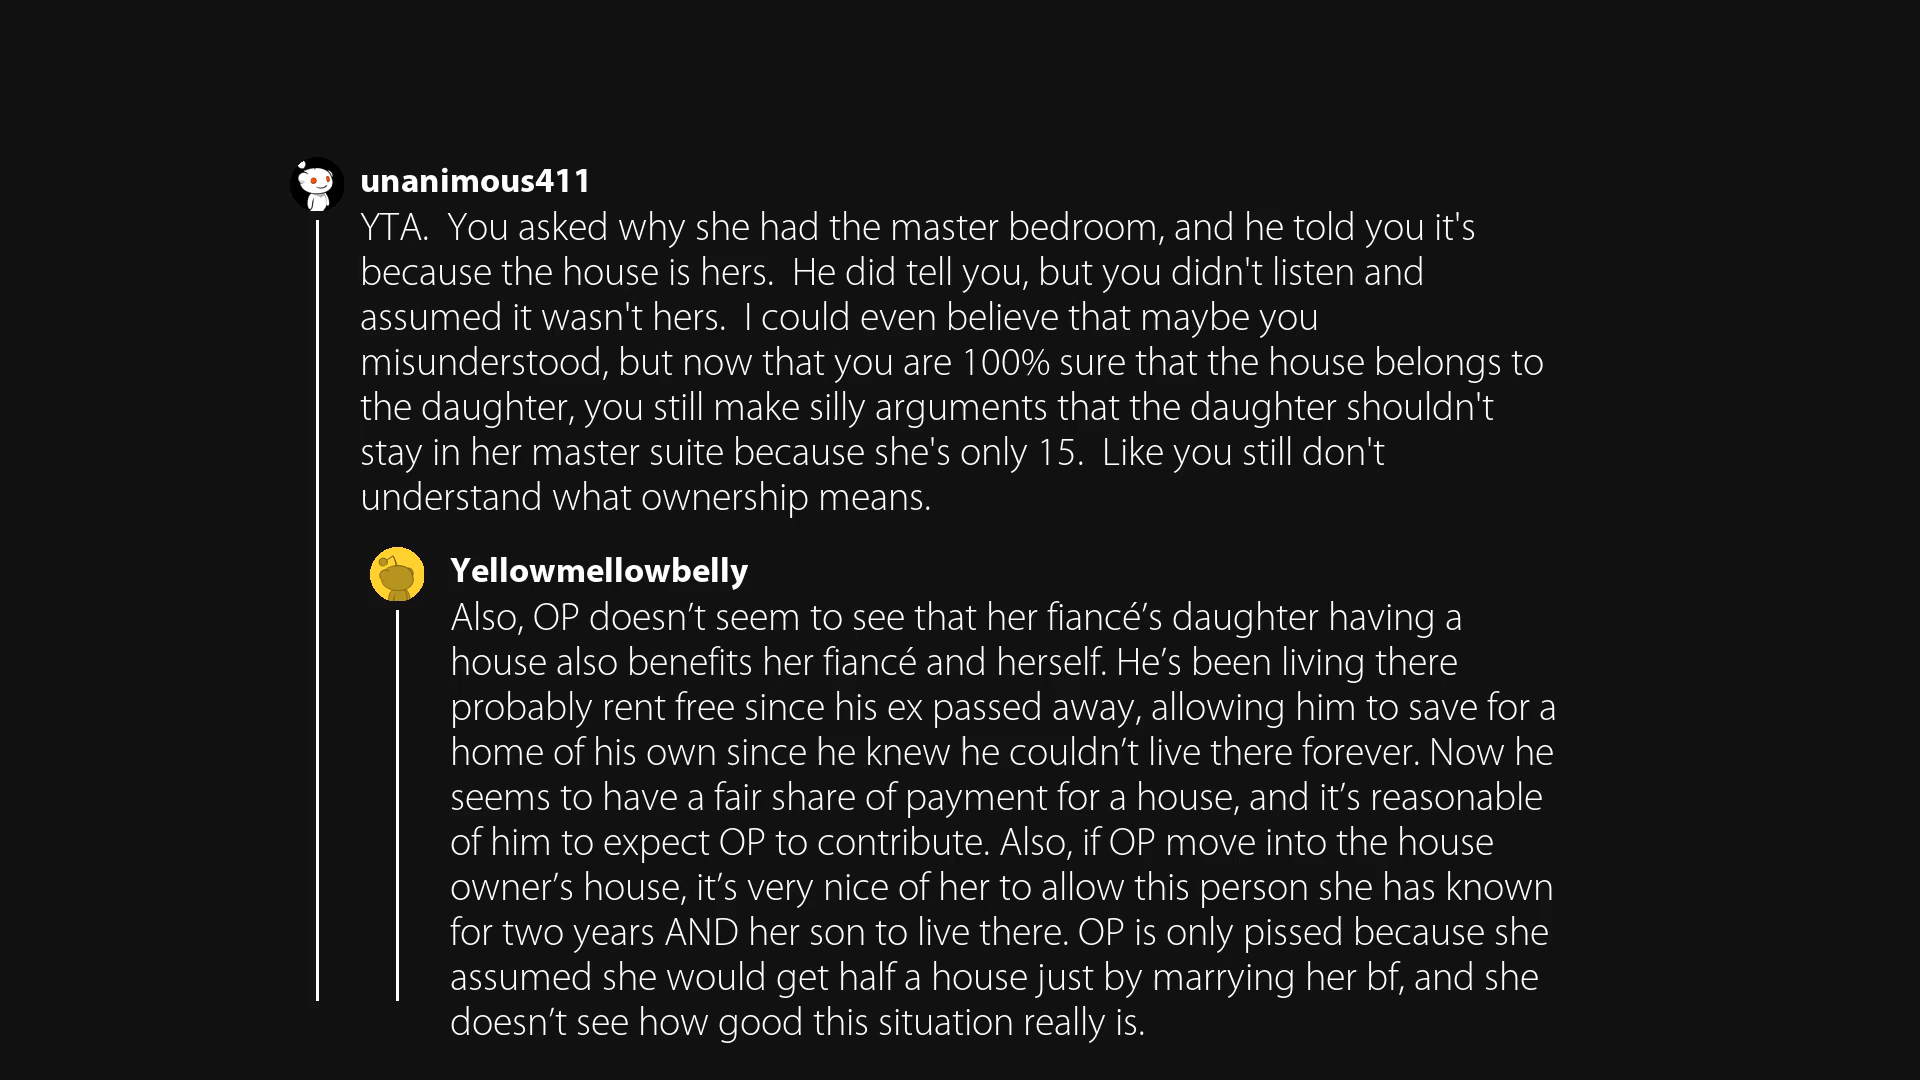 unanimous411
YTA.  You asked why she had the master bedroom, and he told you it's
because the house is hers.  He did tell you, but you didn't listen and
assumed it wasn't hers.  I could even believe that maybe you
misunderstood, but now that you are 100% sure that the house belongs to
the daughter, you still make silly arguments that the daughter shouldn't
stay in her master suite because she's only 15.  Like you still don't
understand what ownership means.
Yellowmellowbelly
Also, OP doesn’t seem to see that her fiancé’s daughter having a
house also benefits her fiancé and herself. He’s been living there
probably rent free since his ex passed away, allowing him to save for a
home of his own since he knew he couldn’t live there forever. Now he
seems to have a fair share of payment for a house, and it’s reasonable
of him to expect OP to contribute. Also, if OP move into the house
owner’s house, it’s very nice of her to allow this person she has known
for two years AND her son to live there. OP is only pissed because she
assumed she would get half a house just by marrying her bf, and she
doesn’t see how good this situation really is.